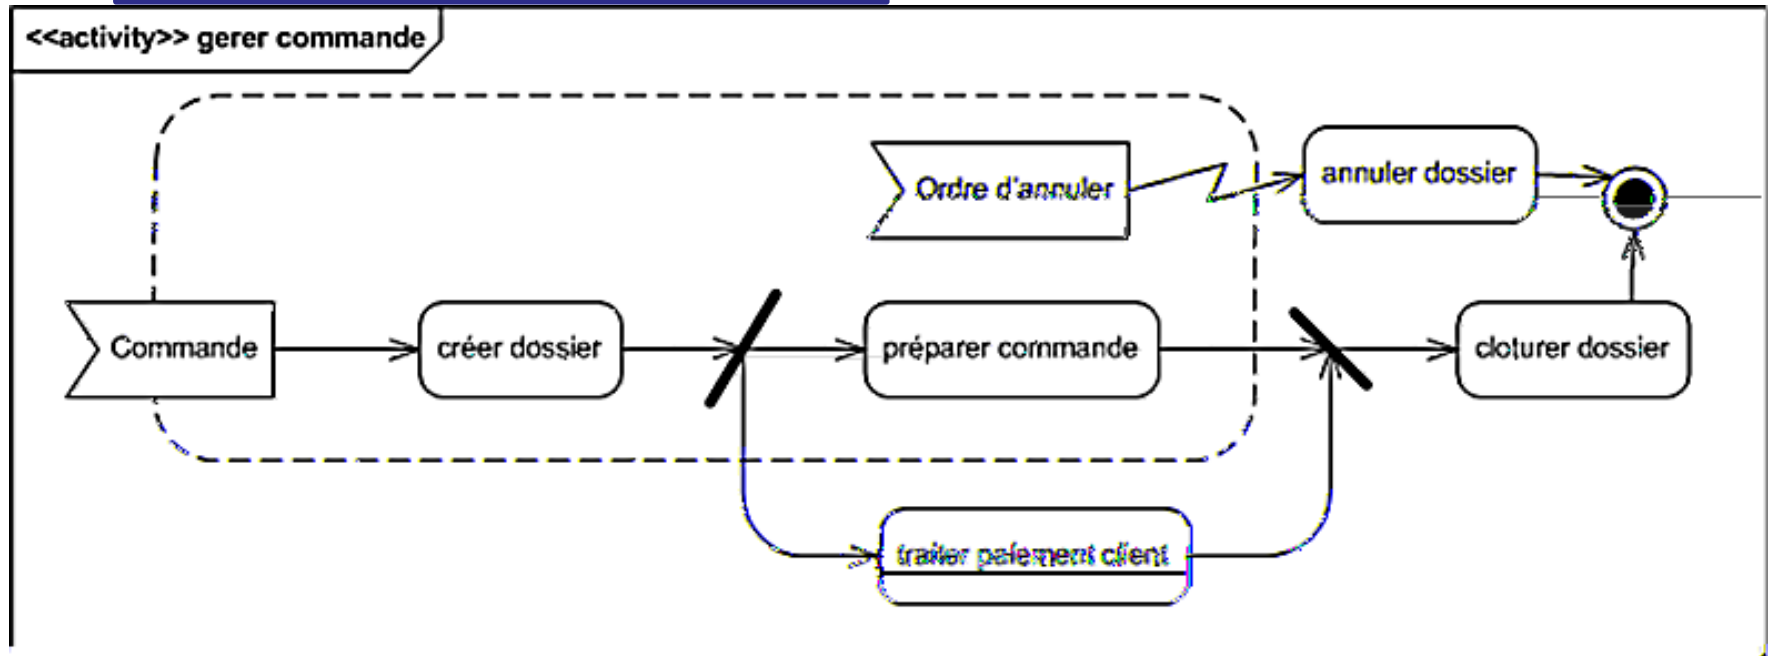 <<activity>> gerer commande
Ordre d'annuler
annuler dossier
Commande
créer dossier
préparer commande
cloturer dossier
traiter paiement client